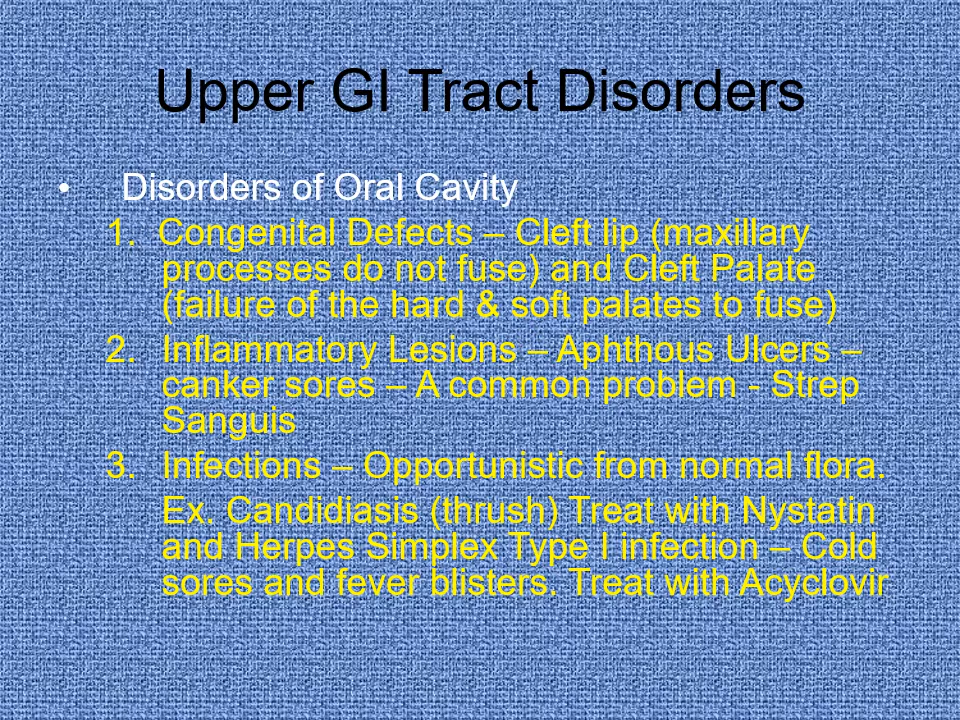 Upper GI Tract Disorders
• Disorders of Oral Cavity
1. Congenital Defects – Cleft lip (maxillary
processes do not fuse) and Cleft Palate
(failure of the hard & soft palates to fuse)
2. Inflammatory Lesions – Aphthous Ulcers –
canker sores – A common problem - Strep
Sanguis
3. Infections – Opportunistic from normal flora.
Ex. Candidiasis (thrush) Treat with Nystatin
and Herpes Simplex Type I infection – Cold
sores and fever blisters. Treat with Acyclovir